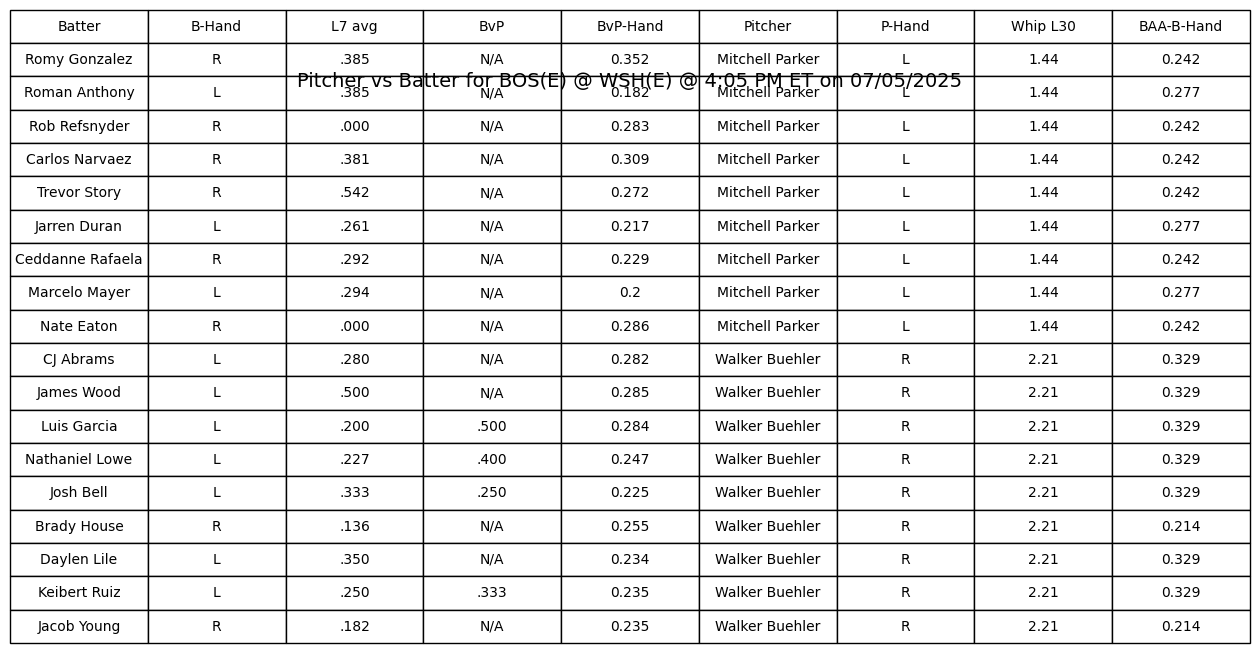 Batter B-Hand L7 avg BvP BvP-Hand Pitcher P-Hand Whip L30 BAA-B-Hand
Romy Gonzalez R .385 N/A 0.352 Mitchell Parker L 1.44 0.242
Pitcher vs Batter for BOS(E) @ WSH(E) @ 4:05 PM ET on 07/05/2025
Roman Anthony L .385 N/A 0.182 Mitchell Parker L 1.44 0.277
Rob Refsnyder R .000 N/A 0.283 Mitchell Parker L 1.44 0.242
Carlos Narvaez R .381 N/A 0.309 Mitchell Parker L 1.44 0.242
Trevor Story R .542 N/A 0.272 Mitchell Parker L 1.44 0.242
Jarren Duran L .261 N/A 0.217 Mitchell Parker L 1.44 0.277
Ceddanne Rafaela R .292 N/A 0.229 Mitchell Parker L 1.44 0.242
Marcelo Mayer L .294 N/A 0.2 Mitchell Parker L 1.44 0.277
Nate Eaton R .000 N/A 0.286 Mitchell Parker L 1.44 0.242
CJ Abrams L .280 N/A 0.282 Walker Buehler R 2.21 0.329
James Wood L .500 N/A 0.285 Walker Buehler R 2.21 0.329
Luis Garcia L .200 .500 0.284 Walker Buehler R 2.21 0.329
Nathaniel Lowe L .227 .400 0.247 Walker Buehler R 2.21 0.329
Josh Bell L .333 .250 0.225 Walker Buehler R 2.21 0.329
Brady House R .136 N/A 0.255 Walker Buehler R 2.21 0.214
Daylen Lile L .350 N/A 0.234 Walker Buehler R 2.21 0.329
Keibert Ruiz L .250 .333 0.235 Walker Buehler R 2.21 0.329
Jacob Young R .182 N/A 0.235 Walker Buehler R 2.21 0.214